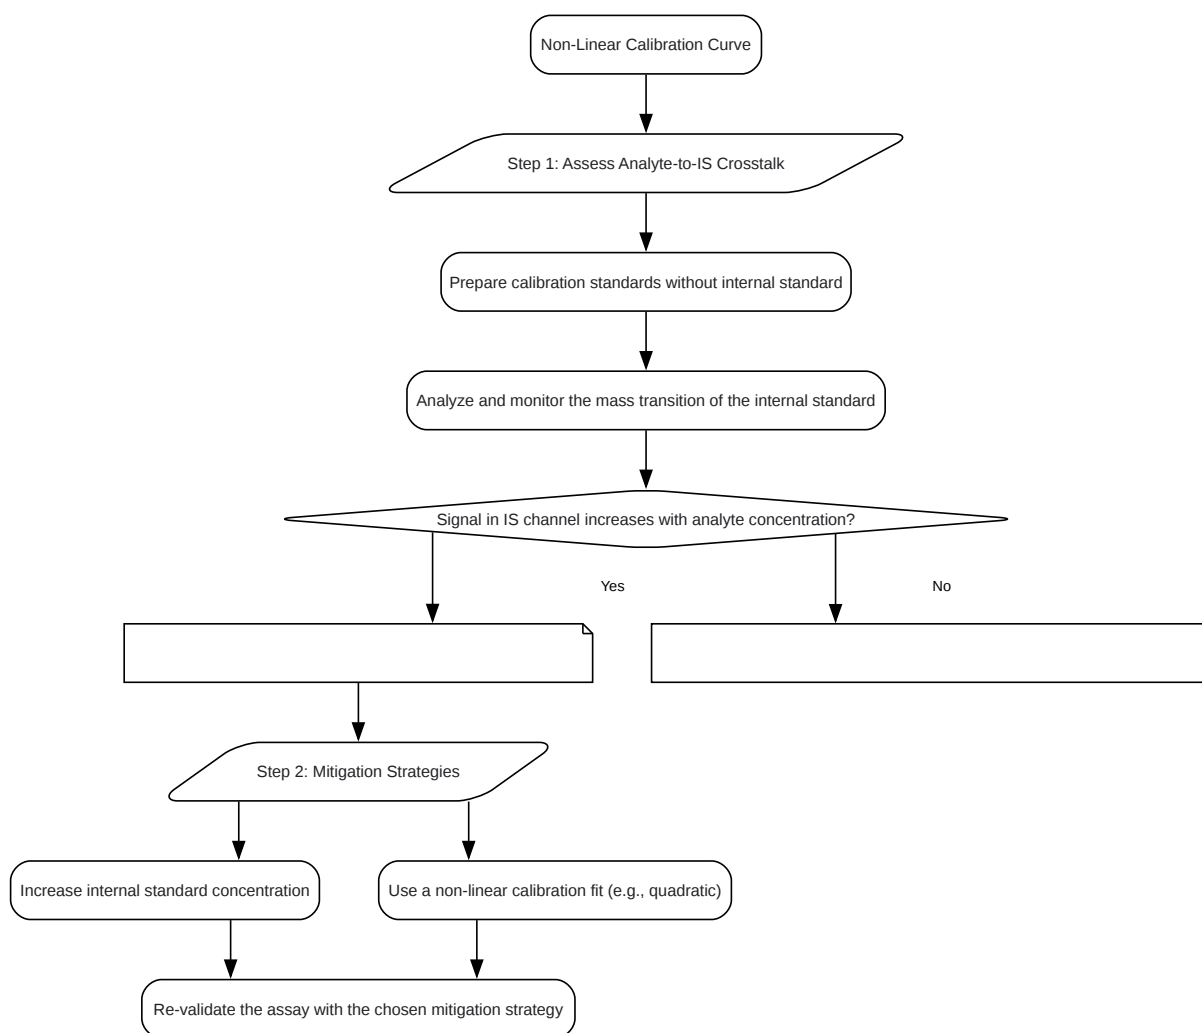 Non-Linear Calibration Curve
Step 1: Assess Analyte-to-IS Crosstalk
Prepare calibration standards without internal standard
Analyze and monitor the mass transition of the internal standard
Signal in IS channel increases with analyte concentration?
Yes
No
Step 2: Mitigation Strategies
Increase internal standard concentration
Use a non-linear calibration fit (e.g., quadratic)
Re-validate the assay with the chosen mitigation strategy